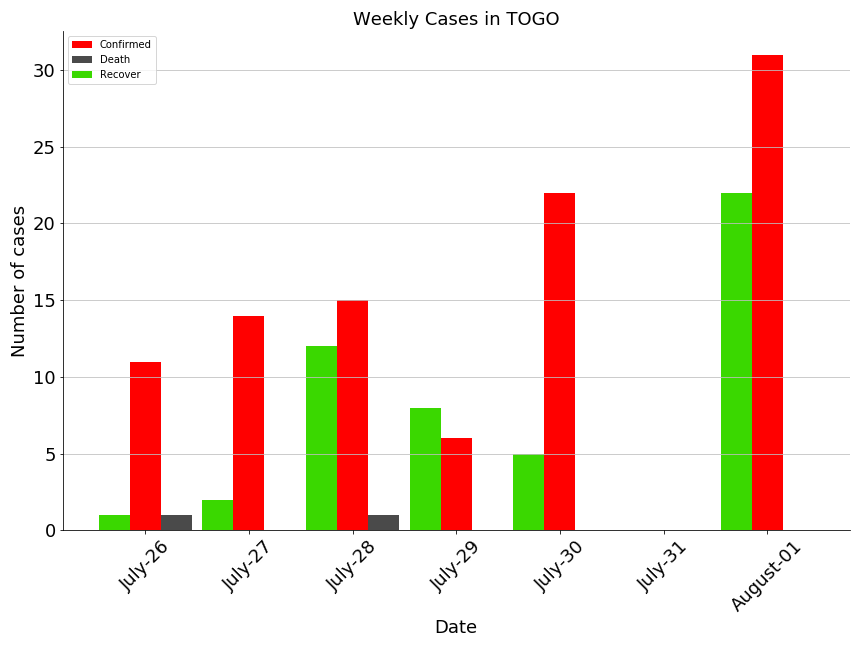 Weekly Cases in TOGO
Confirmed
Death
Recover
Number of cases
30
25
20
15
10
5
0
July-26
July-27
July-28
July-29
July-30
July-31
August-01
Date